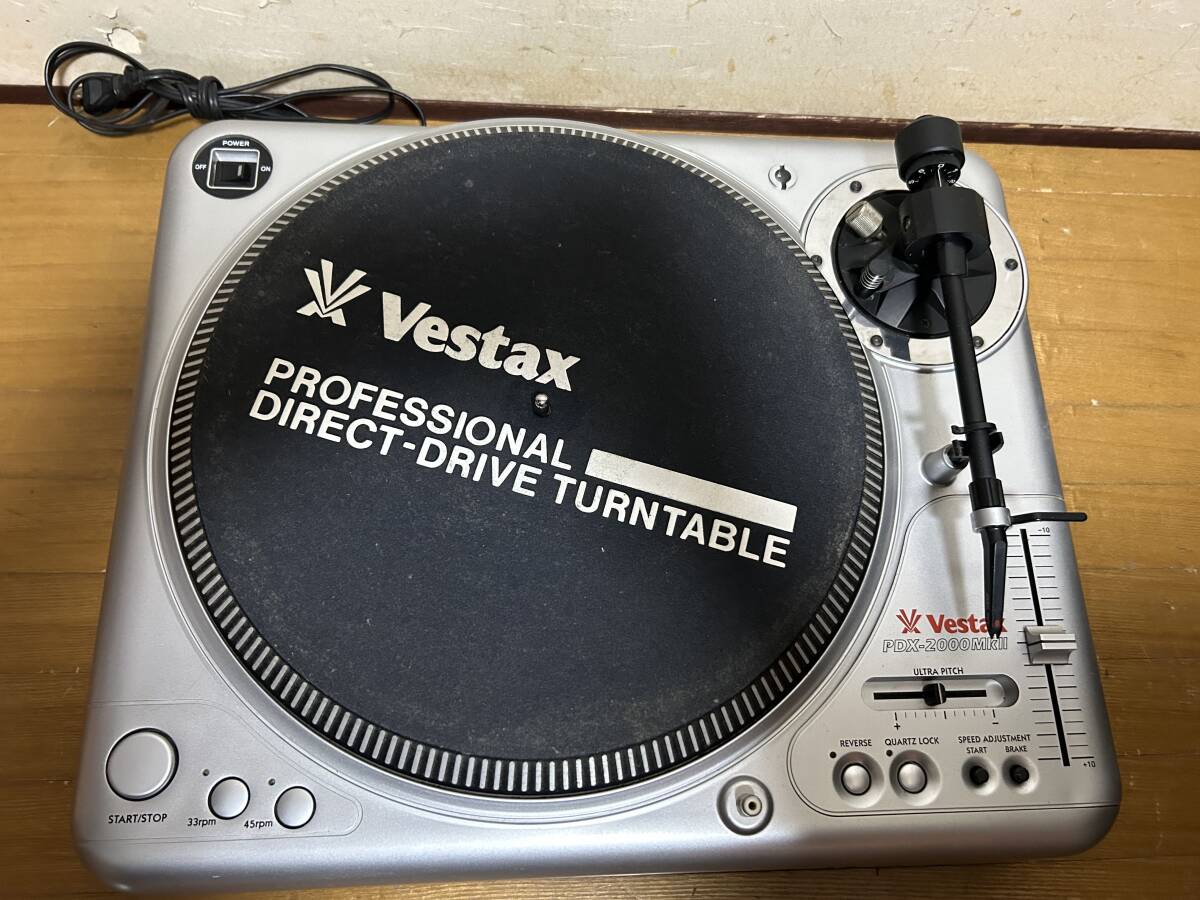 POWER
OFF
ON
Vestax
PROFESSIONAL
DIRECT-DRIVE TURNTABLE
-10
Vestax
PDX-2000MKII
ULTRA PITCH
+
-
REVERSE
QUARTZ LOCK
SPEED ADJUSTMENT
START
BRAKE
+10
START/STOP
33rpm
45rpm